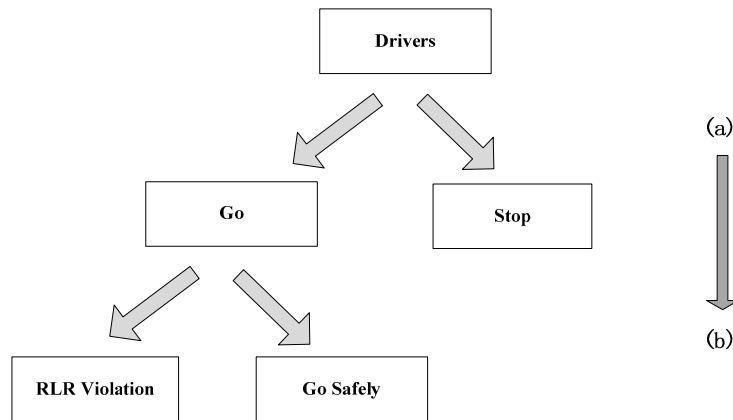 Drivers
(a)
Go
Stop
(b)
RLR Violation
Go Safely